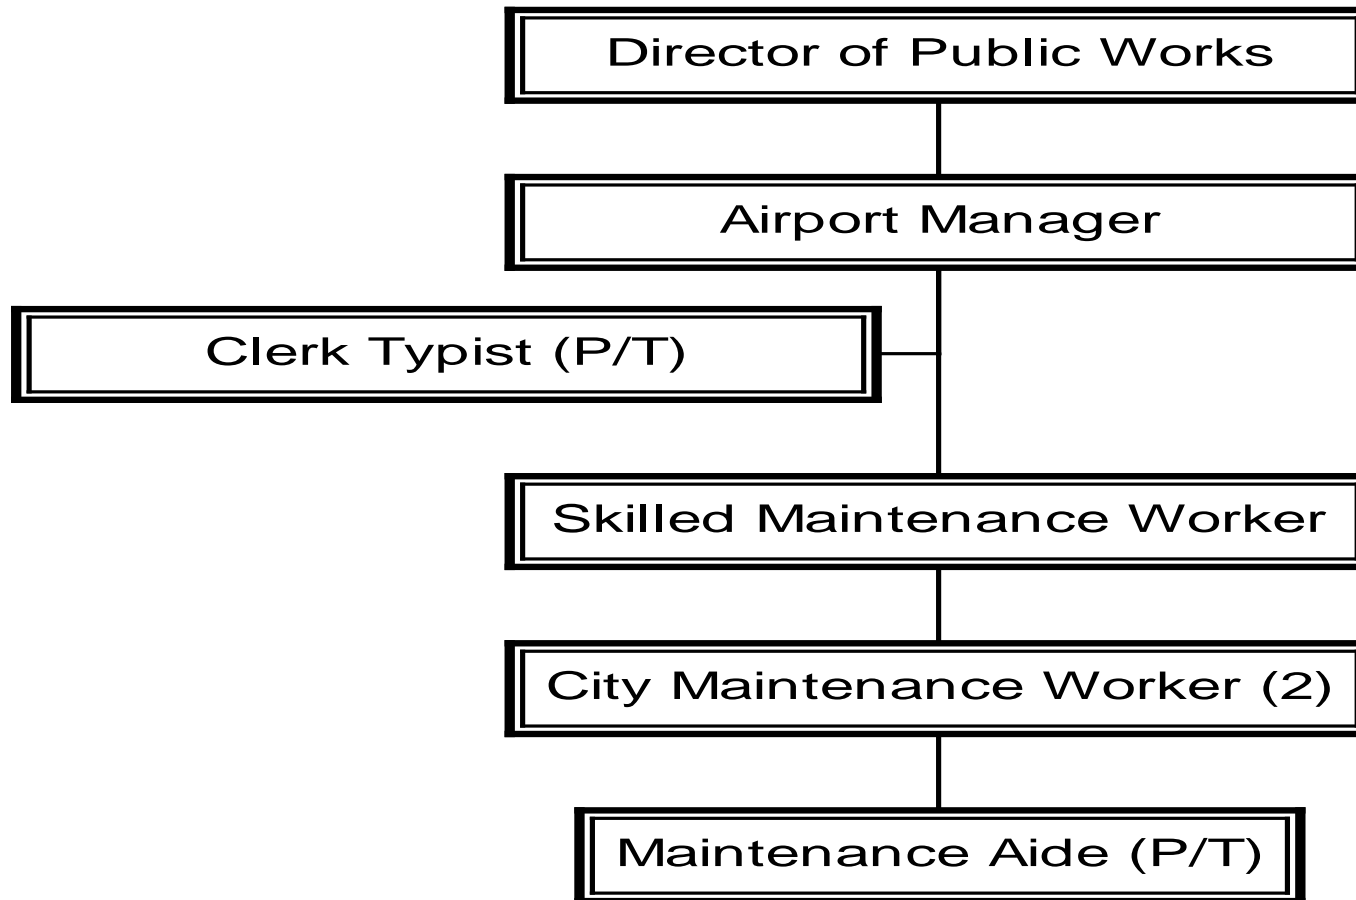 Director of Public Works
Airport Manager
Clerk Typist (P/T)
Skilled Maintenance Worker
City Maintenance Worker (2)
Maintenance Aide (P/T)